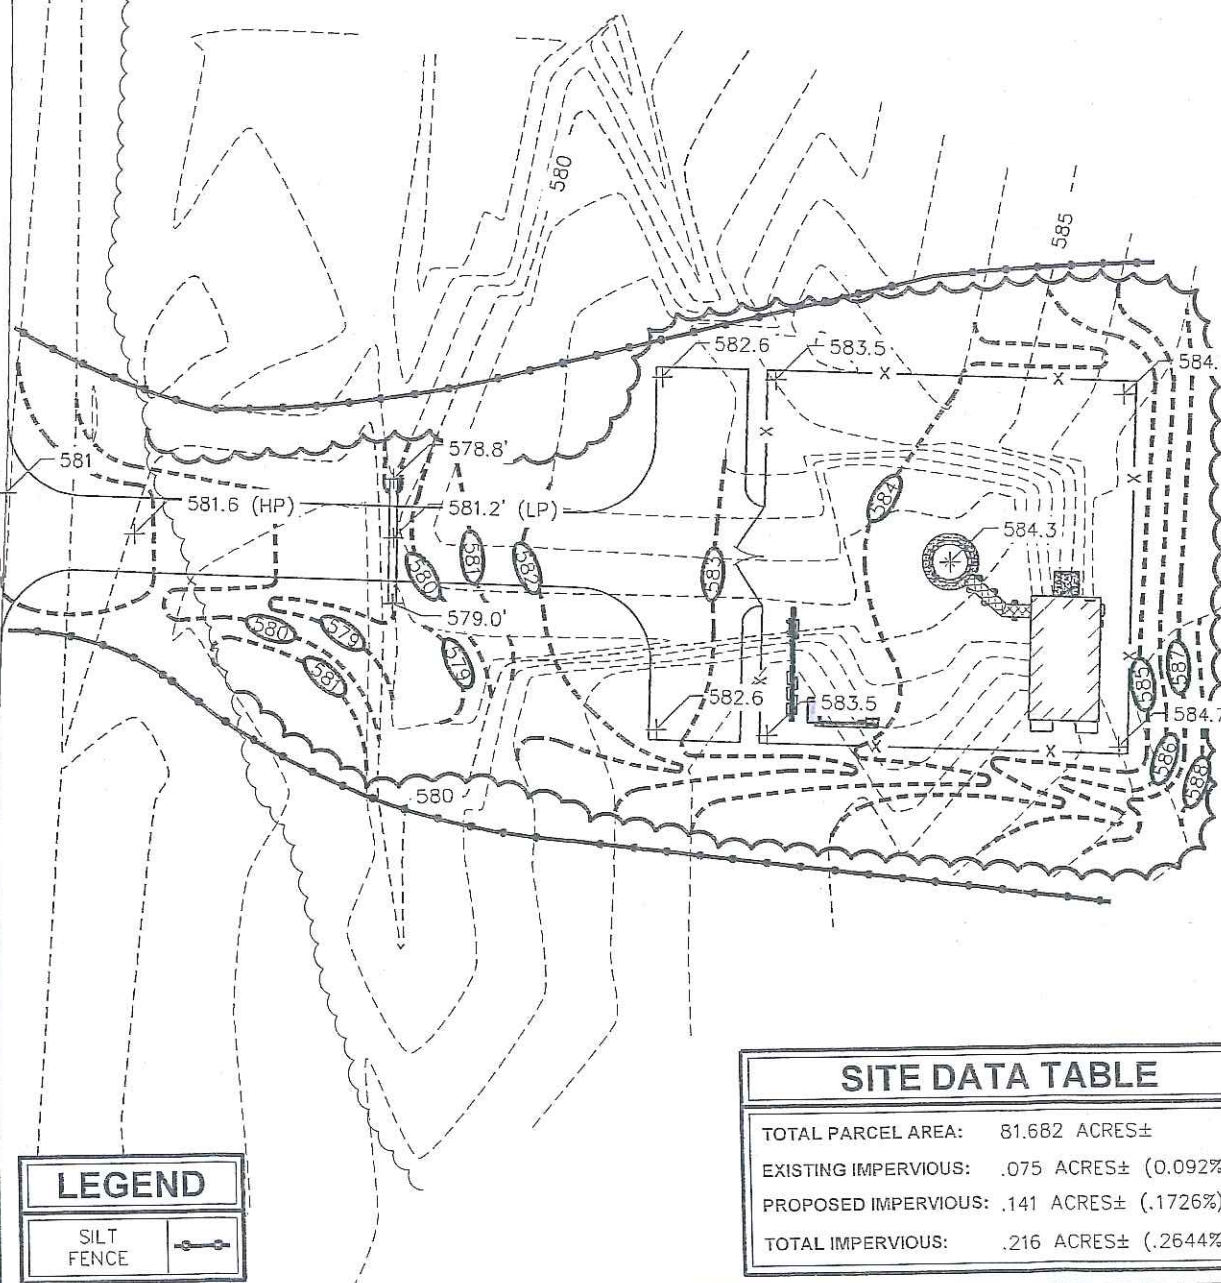 580
585
582.6
583.5
584.
578.8'
581
581.6 (HP)
581.2' (LP)
584
584.3
580
581
582
583
579.0'
580
579
579
581
585
587
582.6
583.5
584.7
586
588
580
SITE DATA TABLE
TOTAL PARCEL AREA: 81.682 ACRES±
EXISTING IMPERVIOUS: .075 ACRES± (0.092%
PROPOSED IMPERVIOUS: .141 ACRES± (.1726%)
TOTAL IMPERVIOUS: .216 ACRES± (.2644%
LEGEND
SILT
FENCE